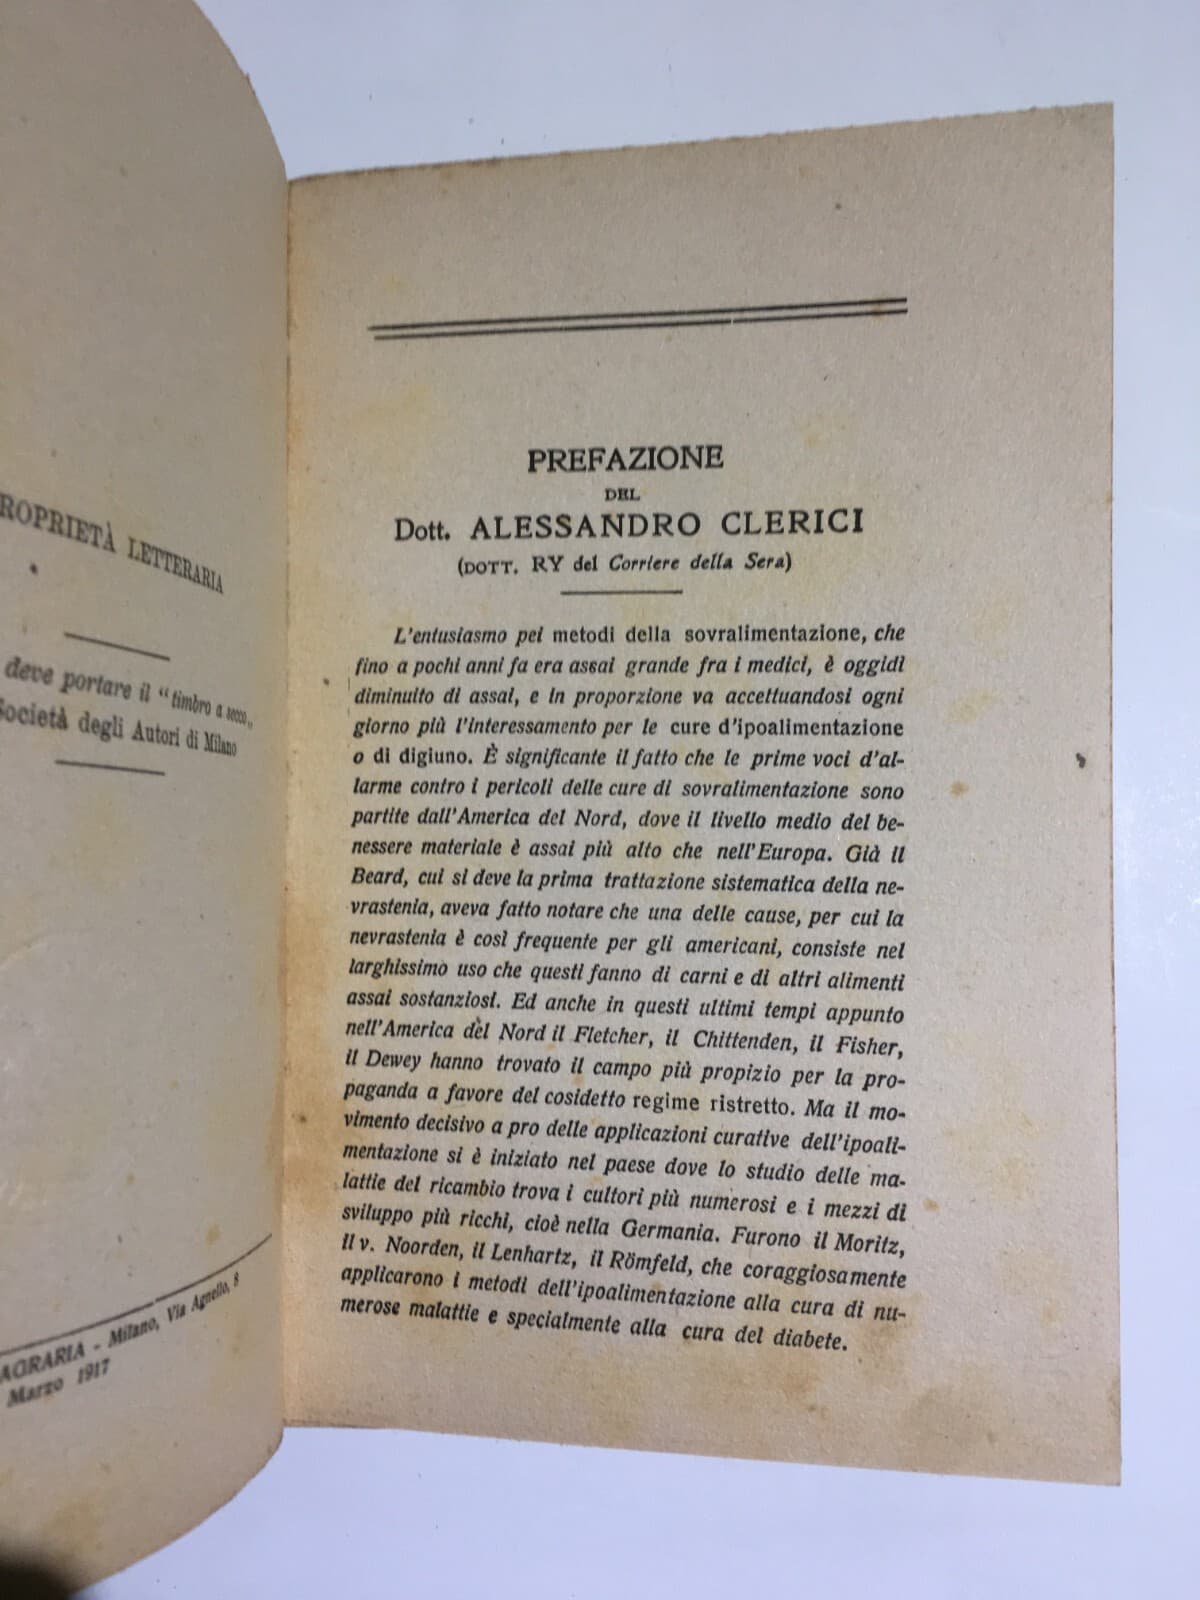 PROPRIETÀ LETTERARIA
deve portare il "timbro a secco„
Società degli Autori di Milano
AGRARIA - Milano, Via Agnello, 8
Marzo 1917
PREFAZIONE
DEL
Dott. ALESSANDRO CLERICI
(DOTT. RY del Corriere della Sera)
L'entusiasmo pei metodi della sovralimentazione, che
fino a pochi anni fa era assai grande fra i medici, è oggidì
diminuito di assai, e in proporzione va accettuandosi ogni
giorno più l'interessamento per le cure d'ipoalimentazione
o di digiuno. È significante il fatto che le prime voci d'al-
larme contro i pericoli delle cure di sovralimentazione sono
partite dall'America del Nord, dove il livello medio del be-
nessere materiale è assai più alto che nell'Europa. Già il
Beard, cui si deve la prima trattazione sistematica della ne-
vrastenia, aveva fatto notare che una delle cause, per cui la
nevrastenia è così frequente per gli americani, consiste nel
larghissimo uso che questi fanno di carni e di altri alimenti
assai sostanziosi. Ed anche in questi ultimi tempi appunto
nell'America del Nord il Fletcher, il Chittenden, il Fisher,
il Dewey hanno trovato il campo più propizio per la pro-
paganda a favore del cosidetto regime ristretto. Ma il mo-
vimento decisivo a pro delle applicazioni curative dell'ipoali-
mentazione si è iniziato nel paese dove lo studio delle ma-
lattie del ricambio trova i cultori più numerosi e i mezzi di
sviluppo più ricchi, cioè nella Germania. Furono il Moritz,
il v. Noorden, il Lenhartz, il Römfeld, che coraggiosamente
applicarono i metodi dell'ipoalimentazione alla cura di nu-
merose malattie e specialmente alla cura del diabete.